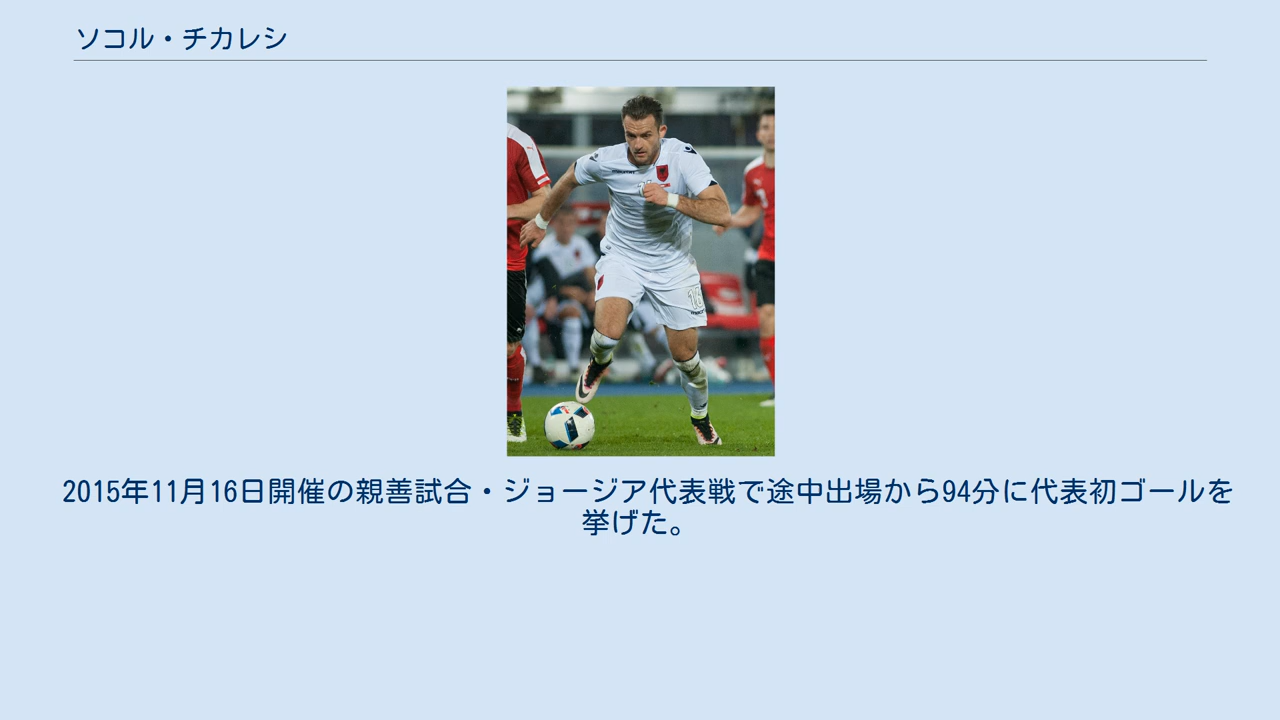 ソコル・チカレシ
2015年11月16日開催の親善試合・ジョージア代表戦で途中出場から94分に代表初ゴールを
挙げた。